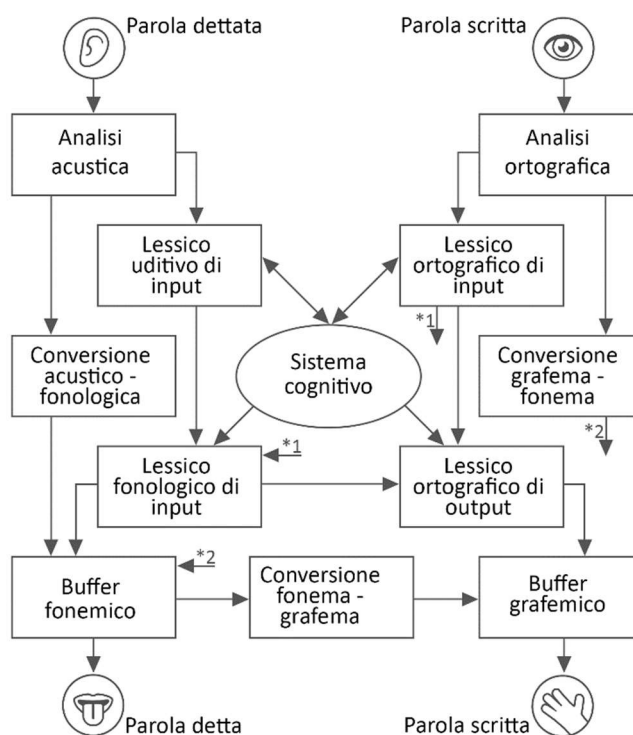 Parola dettata
Parola scritta
Analisi
acustica
Analisi
ortografica
Lessico
uditivo di
input
Lessico
ortografico di
input
*1
Conversione
acustico -
fonologica
Sistema
cognitivo
Conversione
grafema -
fonema
*2
Lessico
fonologico di
input
*1
Lessico
ortografico di
output
Buffer
fonemico
*2
Conversione
fonema -
grafema
Buffer
grafemico
Parola detta
Parola scritta